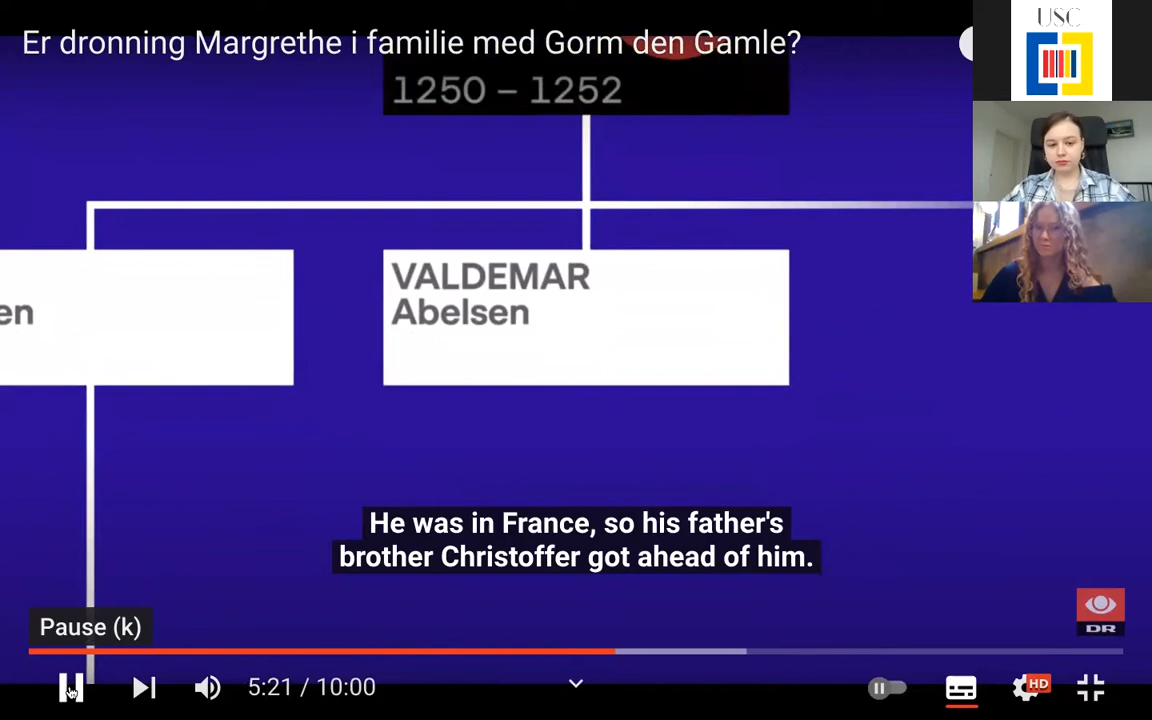 Er dronning Margrethe i familie med Gorm den Gamle?
USC
1250 – 1252
en
VALDEMAR
Abelsen
He was in France, so his father's
brother Christoffer got ahead of him.
Pause (k)
DR
5:21 / 10:00
HD